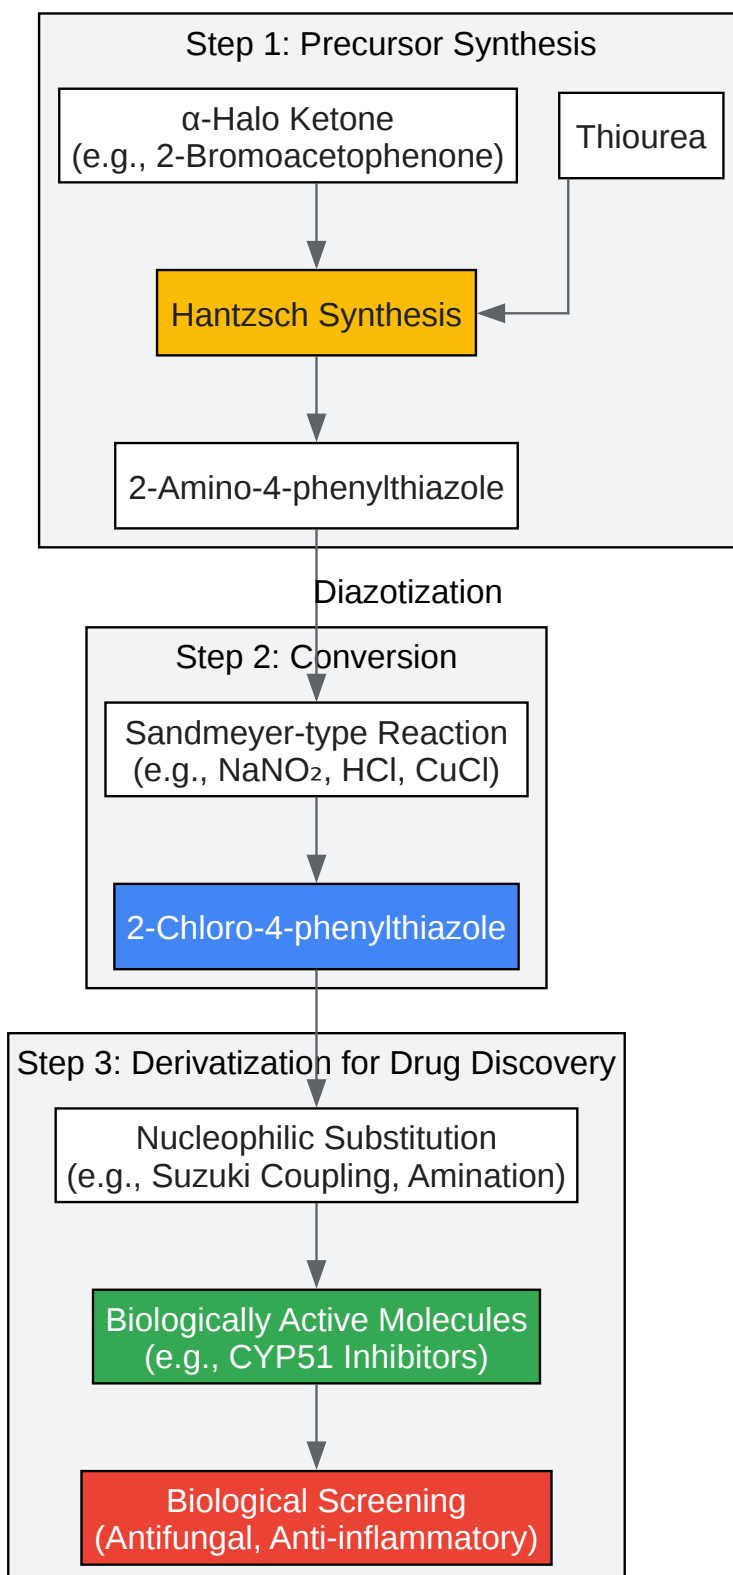 Step 1: Precursor Synthesis
α-Halo Ketone
(e.g., 2-Bromoacetophenone)
Thiourea
Hantzsch Synthesis
2-Amino-4-phenylthiazole
Diazotization
Step 2: Conversion
Sandmeyer-type Reaction
(e.g., NaNO₂, HCl, CuCl)
2-Chloro-4-phenylthiazole
Step 3: Derivatization for Drug Discovery
Nucleophilic Substitution
(e.g., Suzuki Coupling, Amination)
Biologically Active Molecules
(e.g., CYP51 Inhibitors)
Biological Screening
(Antifungal, Anti-inflammatory)